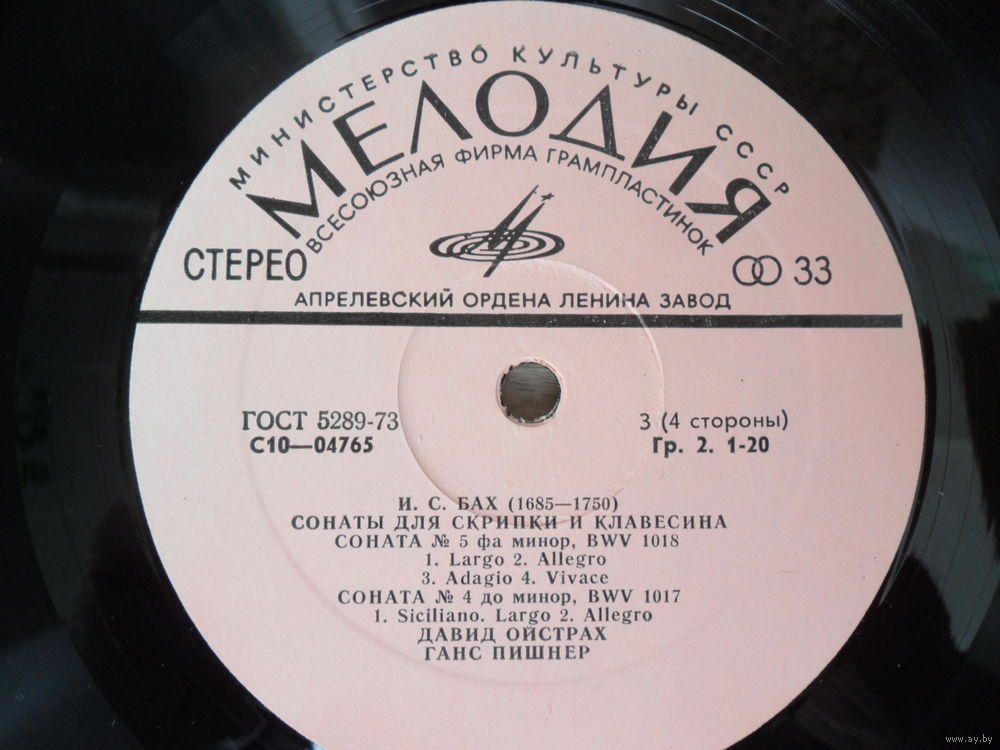 МИНИСТЕРСТВО КУЛЬТУРЫ СССР
МЕЛОДИЯ
ВСЕСОЮЗНАЯ ФИРМА ГРАМПЛАСТИНОК
СТЕРЕО
33
АПРЕЛЕВСКИЙ ОРДЕНА ЛЕНИНА ЗАВОД
ГОСТ 5289-73
С10—04765
3 (4 стороны)
Гр. 2. 1-20
И. С. БАХ (1685—1750)
СОНАТЫ ДЛЯ СКРИПКИ И КЛАВЕСИНА
СОНАТА № 5 фа минор, BWV 1018
1. Largo 2. Allegro
3. Adagio 4. Vivace
СОНАТА № 4 до минор, BWV 1017
1. Siciliano. Largo 2. Allegro
ДАВИД ОЙСТРАХ
ГАНС ПИШНЕР
www.ay.by